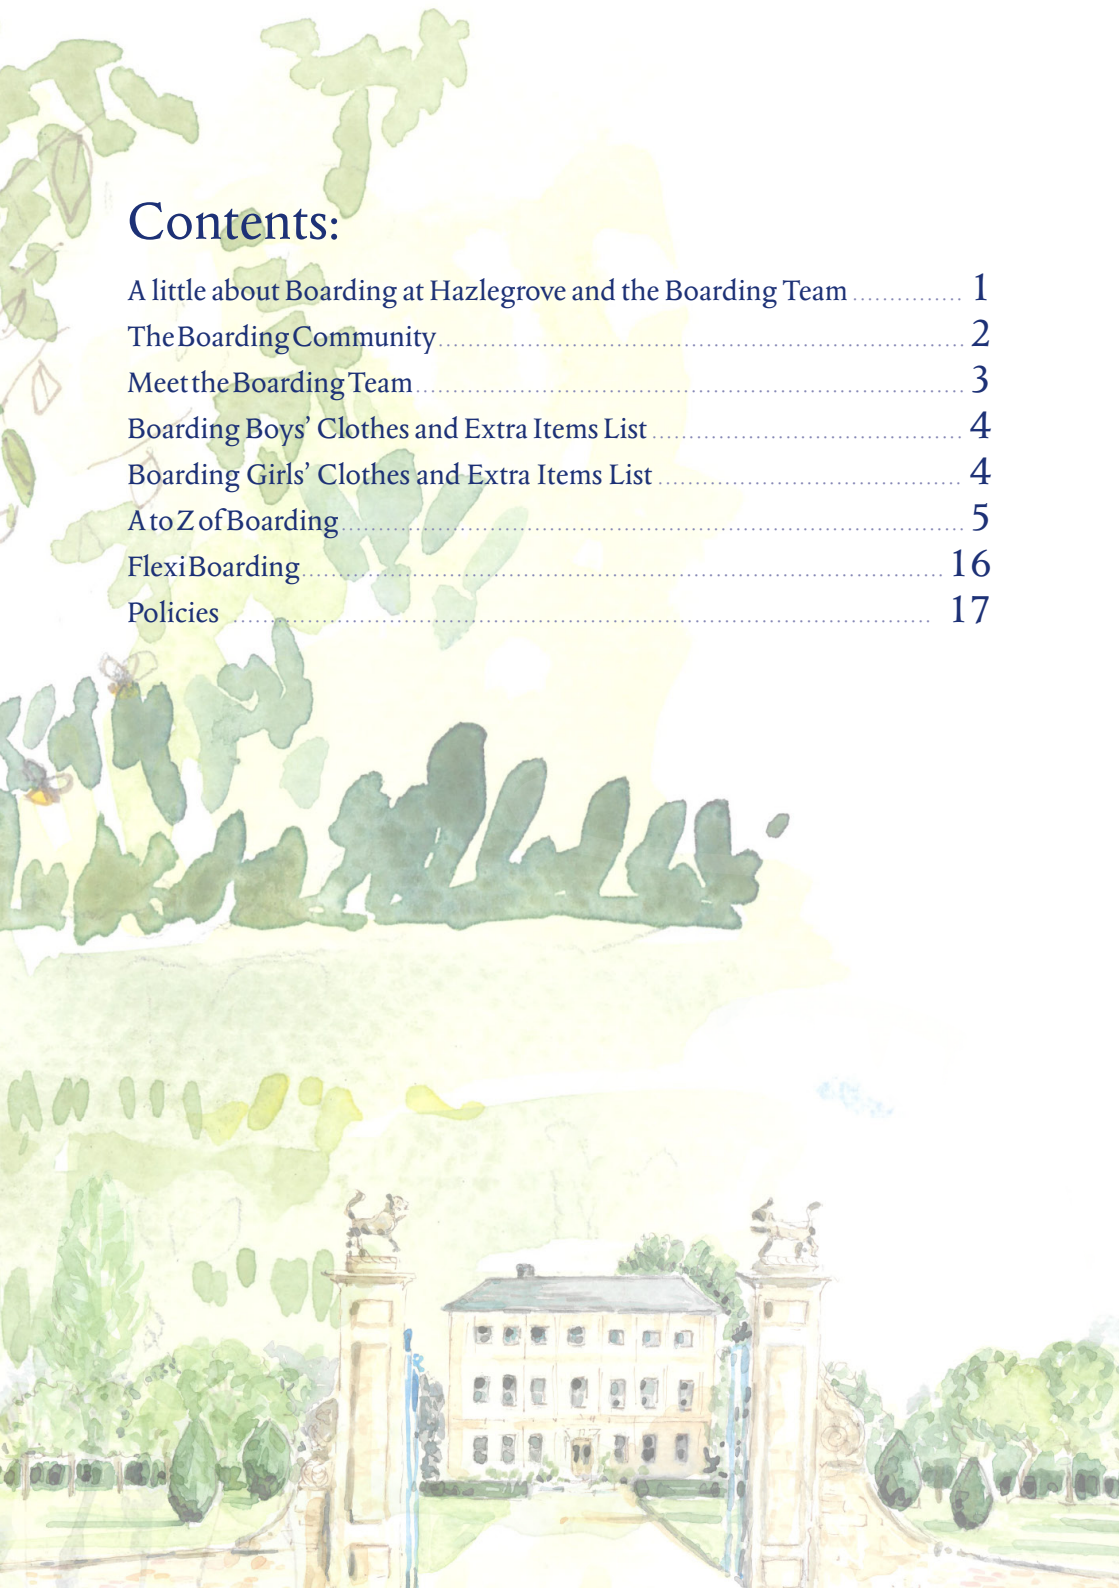 Contents:
A little about Boarding at Hazlegrove and the Boarding Team .............. 1
The Boarding Community ........................................................................ 2
Meet the Boarding Team ........................................................................ 3
Boarding Boys’ Clothes and Extra Items List ........................................ 4
Boarding Girls’ Clothes and Extra Items List ....................................... 4
A to Z of Boarding ................................................................................ 5
Flexi Boarding .................................................................................... 16
Policies .............................................................................................. 17